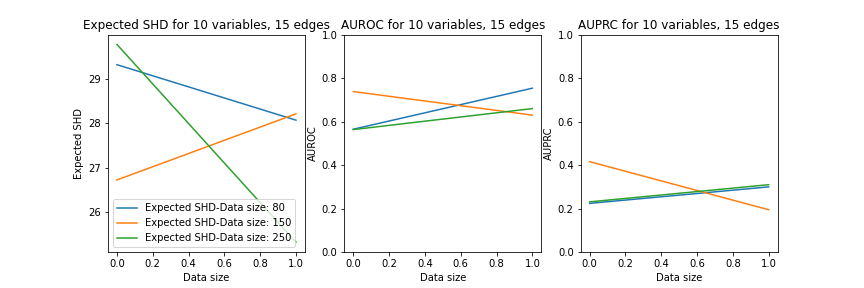 Expected SHD for 10 variables, 15 edges
Expected SHD
29
28
27
26
0.0 0.2 0.4 0.6 0.8 1.0
Data size
Expected SHD-Data size: 80
Expected SHD-Data size: 150
Expected SHD-Data size: 250
AUROC for 10 variables, 15 edges
AUROC
1.0
0.8
0.6
0.4
0.2
0.0
0.0 0.2 0.4 0.6 0.8 1.0
Data size
AUPRC for 10 variables, 15 edges
AUPRC
1.0
0.8
0.6
0.4
0.2
0.0
0.0 0.2 0.4 0.6 0.8 1.0
Data size